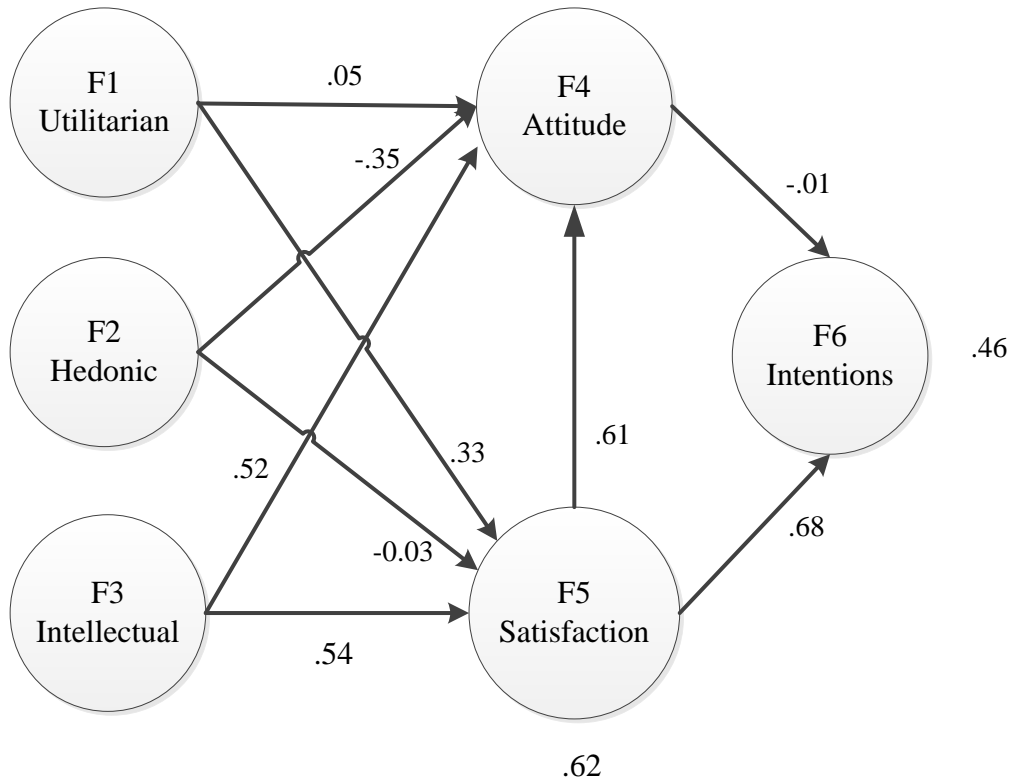 F1
Utilitarian
.05
F4
Attitude
-.35
-.01
F2
Hedonic
F6
Intentions
.46
.52
.33
.61
-0.03
.68
F3
Intellectual
.54
F5
Satisfaction
.62